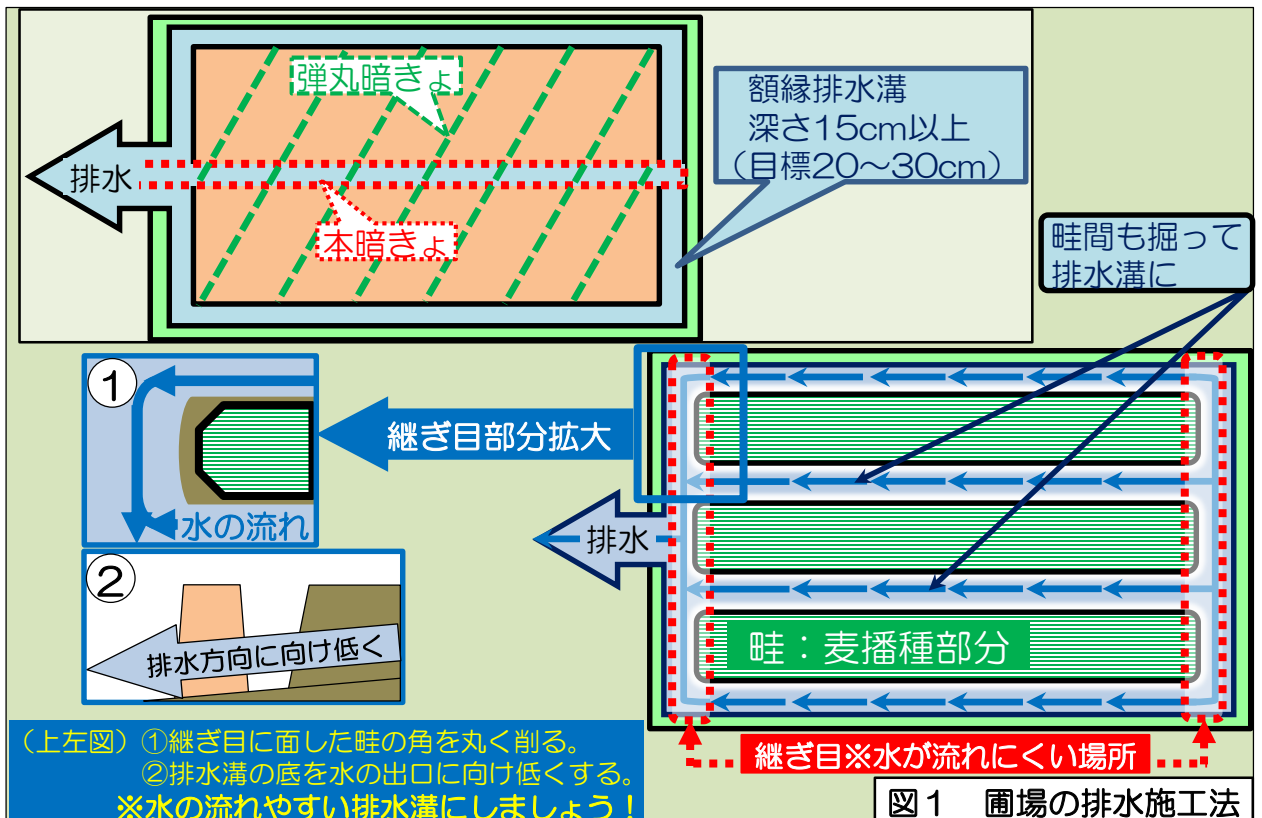 弾丸暗きょ
額縁排水溝
深さ15cm以上
(目標20～30cm)
排水
本暗きょ
畦間も掘って
排水溝に
①
継ぎ目部分拡大
水の流れ
排水
②
排水方向に向け低く
畦：麦播種部分
(上左図)①継ぎ目に面した畦の角を丸く削る。
②排水溝の底を水の出口に向け低くする。
※水の流れやすい排水溝にしましょう！
継ぎ目※水が流れにくい場所
図１　圃場の排水施工法